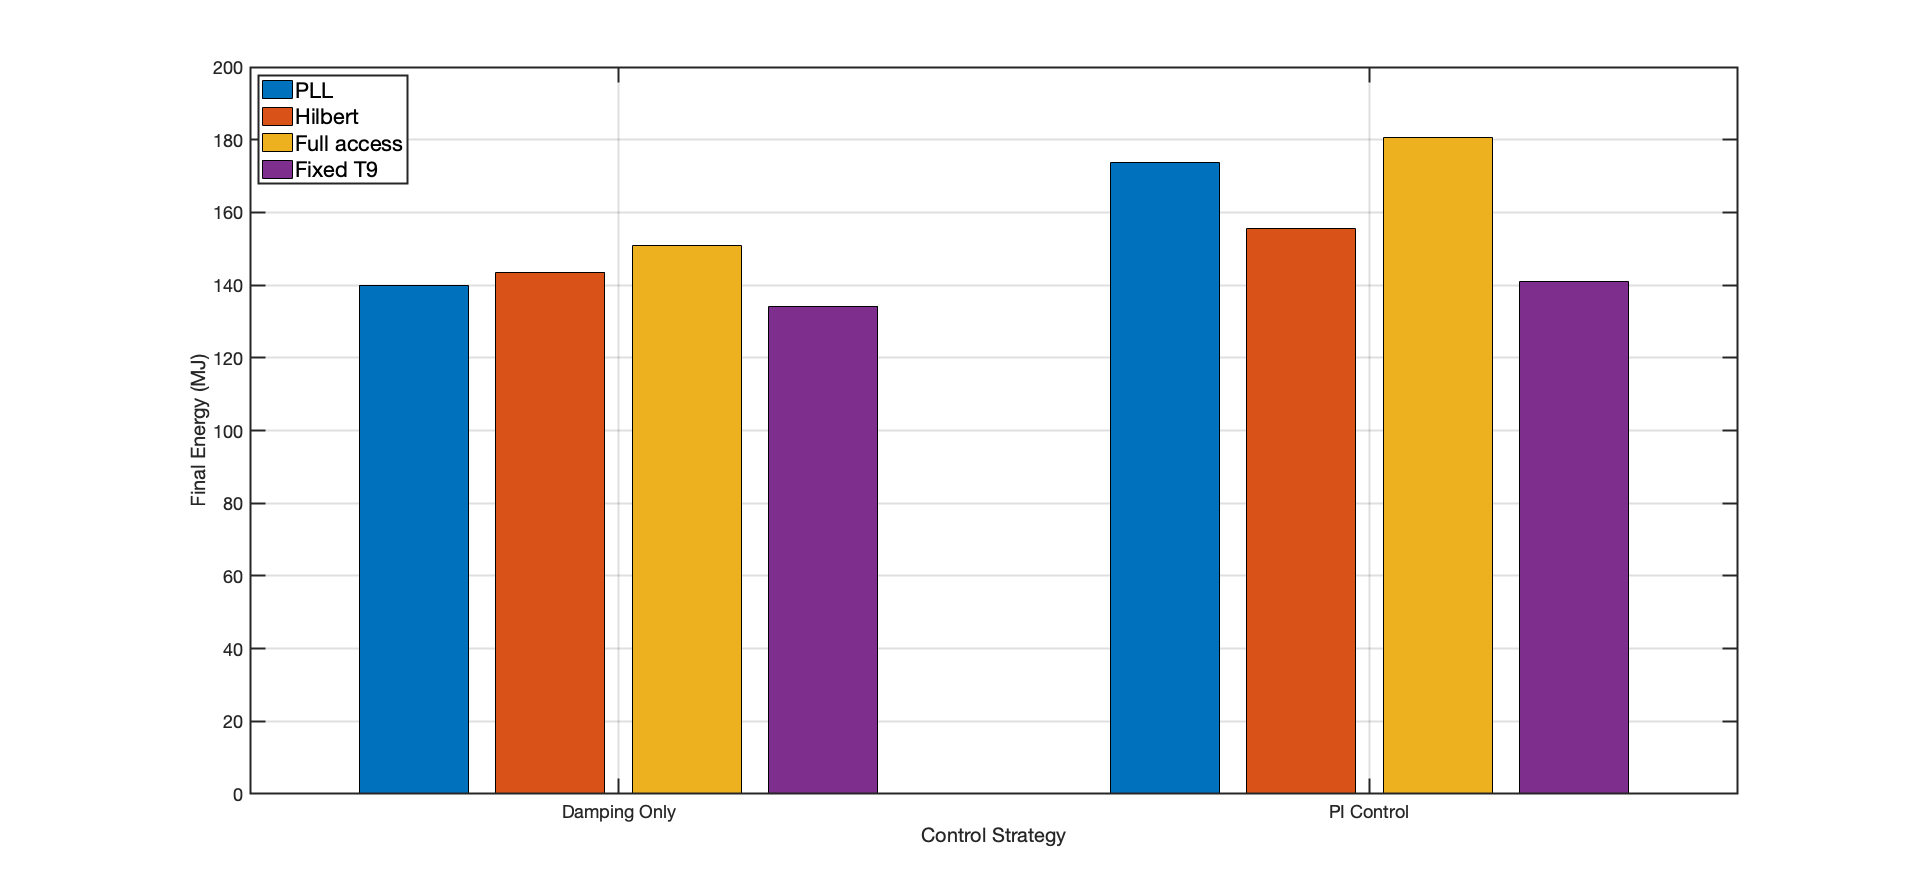 200
180
160
140
120
100
80
60
40
20
0
Final Energy (MJ)
PLL
Hilbert
Full access
Fixed T9
Damping Only
PI Control
Control Strategy